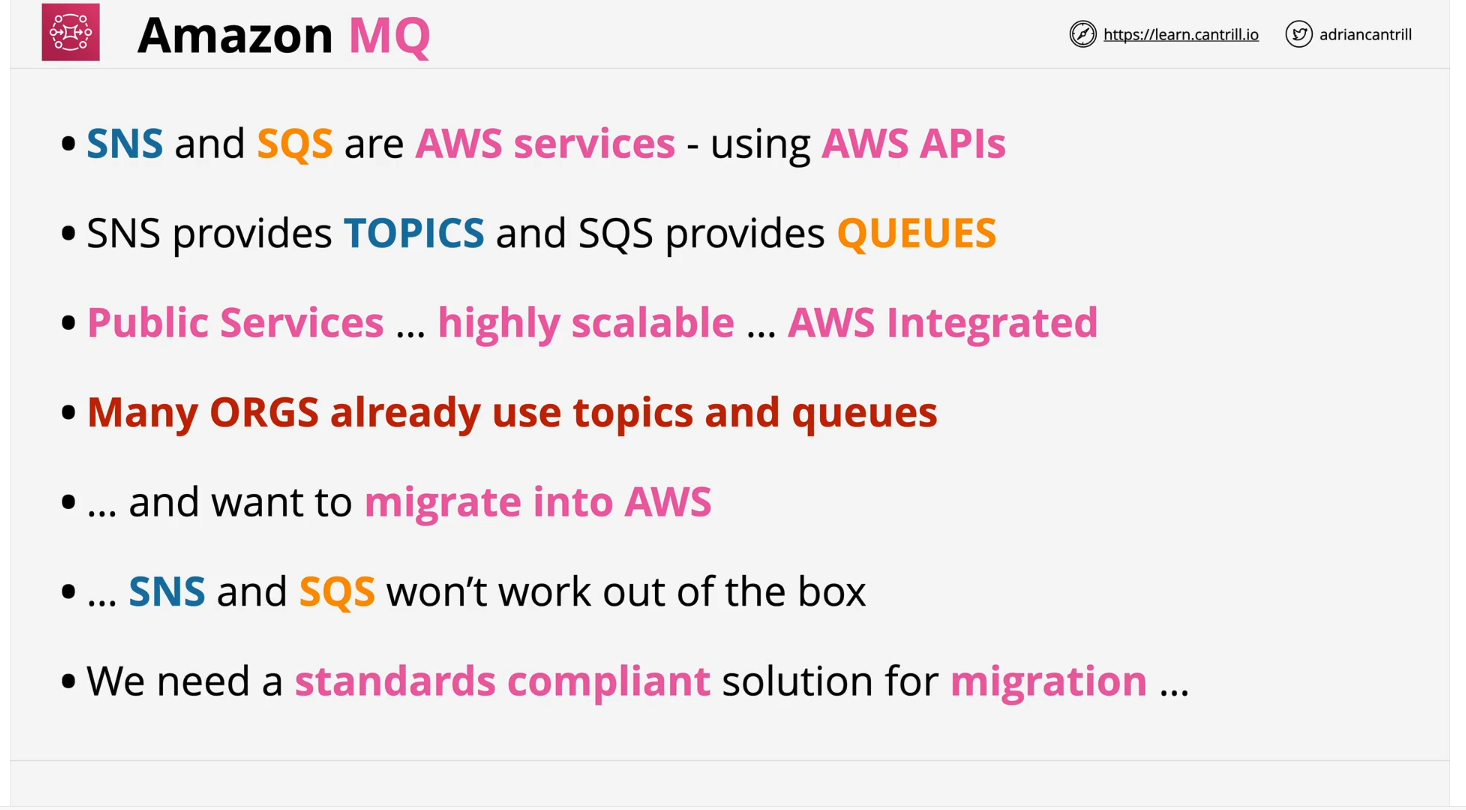 Amazon MQ
https://learn.cantrill.io
adriancantrill
• SNS and SQS are AWS services - using AWS APIs
• SNS provides TOPICS and SQS provides QUEUES
• Public Services ... highly scalable ... AWS Integrated
• Many ORGS already use topics and queues
• ... and want to migrate into AWS
• ... SNS and SQS won’t work out of the box
• We need a standards compliant solution for migration ...